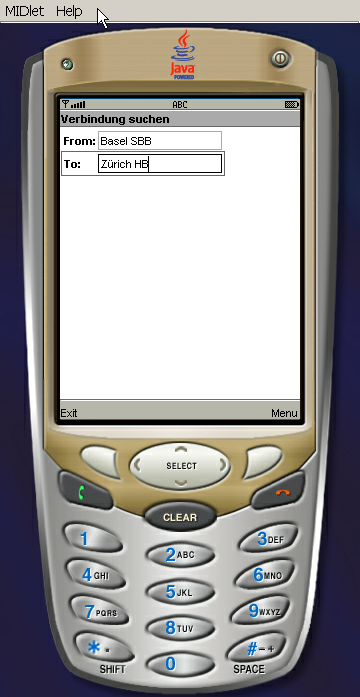 MIDlet Help
Java
POWERED
ABC
Verbindung suchen
From: Basel SBB
To: Zürich HB
Exit Menu
SELECT
CLEAR
1 2 ABC 3 DEF
4 GHI 5 JKL 6 MNO
7 PQRS 8 TUV 9 WXYZ
* . 0 # - +
SHIFT SPACE